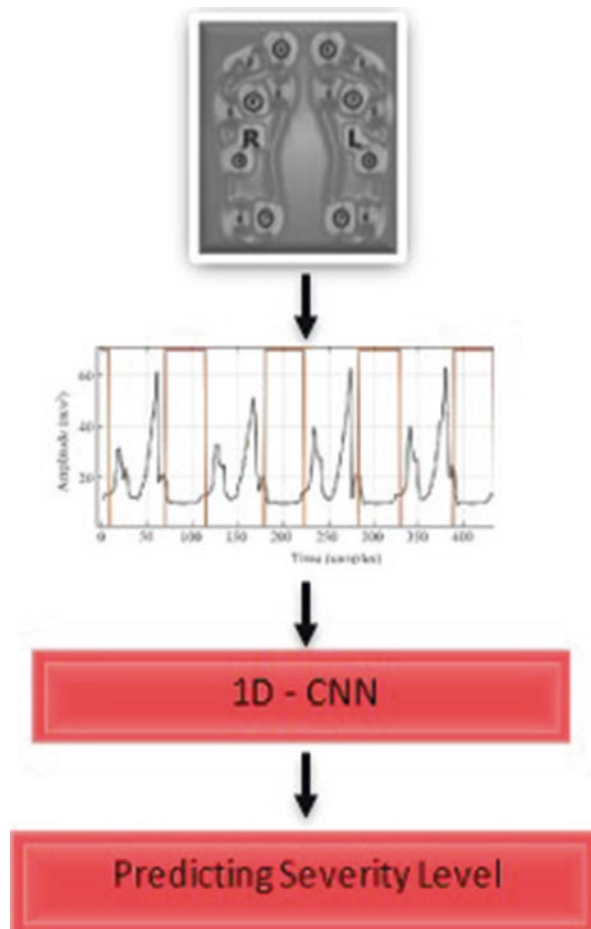 R L
60
40
20
Amplitude (mV)
0 50 100 150 200 250 300 350 400
Time (samples)
1D - CNN
Predicting Severity Level